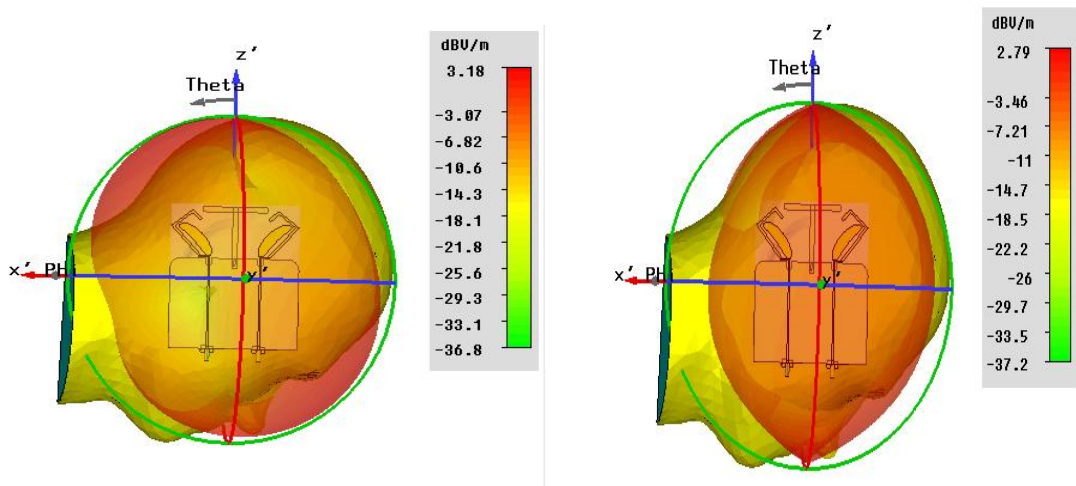 dBV/m
z'
Theta
3.18
-3.07
-6.82
-10.6
-14.3
-18.1
-21.8
-25.6
-29.3
-33.1
-36.8
x'
y'
dBV/m
z'
Theta
2.79
-3.46
-7.21
-11
-14.7
-18.5
-22.2
-26
-29.7
-33.5
-37.2
x'
y'